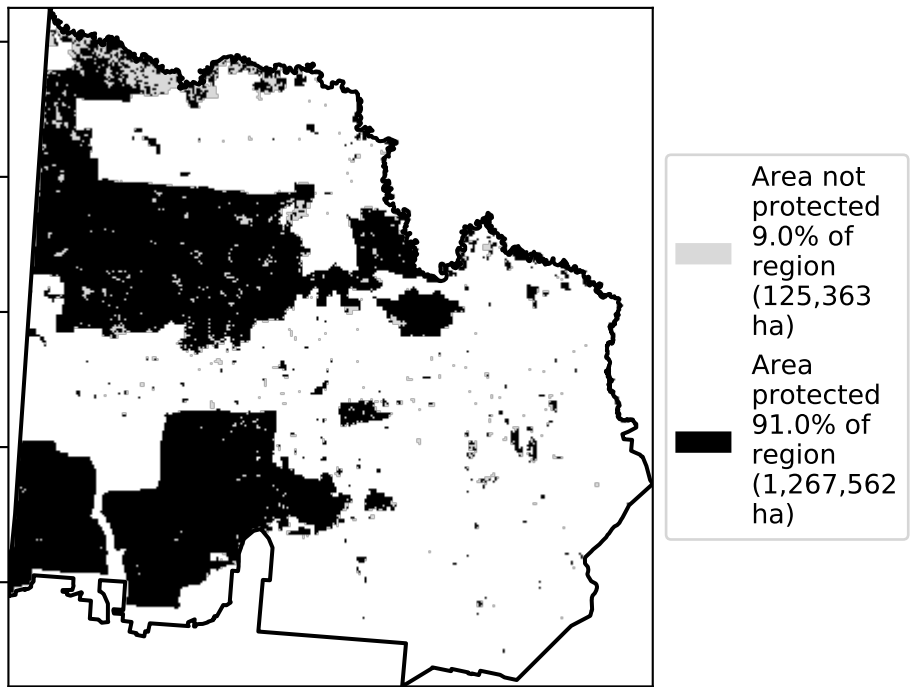 Area not
protected
9.0% of
region
(125,363
ha)
Area
protected
91.0% of
region
(1,267,562
ha)